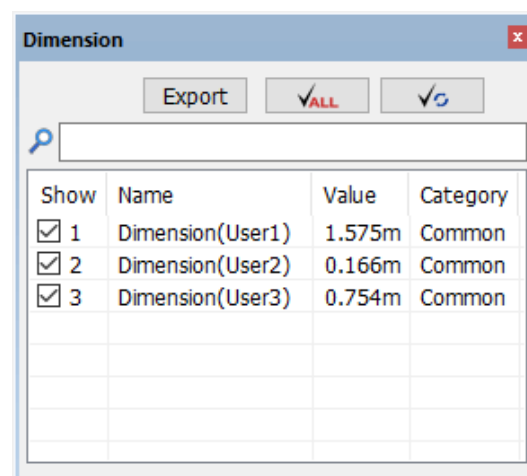 Dimension
x
Export ALL
Show Name Value Category
1 Dimension(User1) 1.575m Common
2 Dimension(User2) 0.166m Common
3 Dimension(User3) 0.754m Common